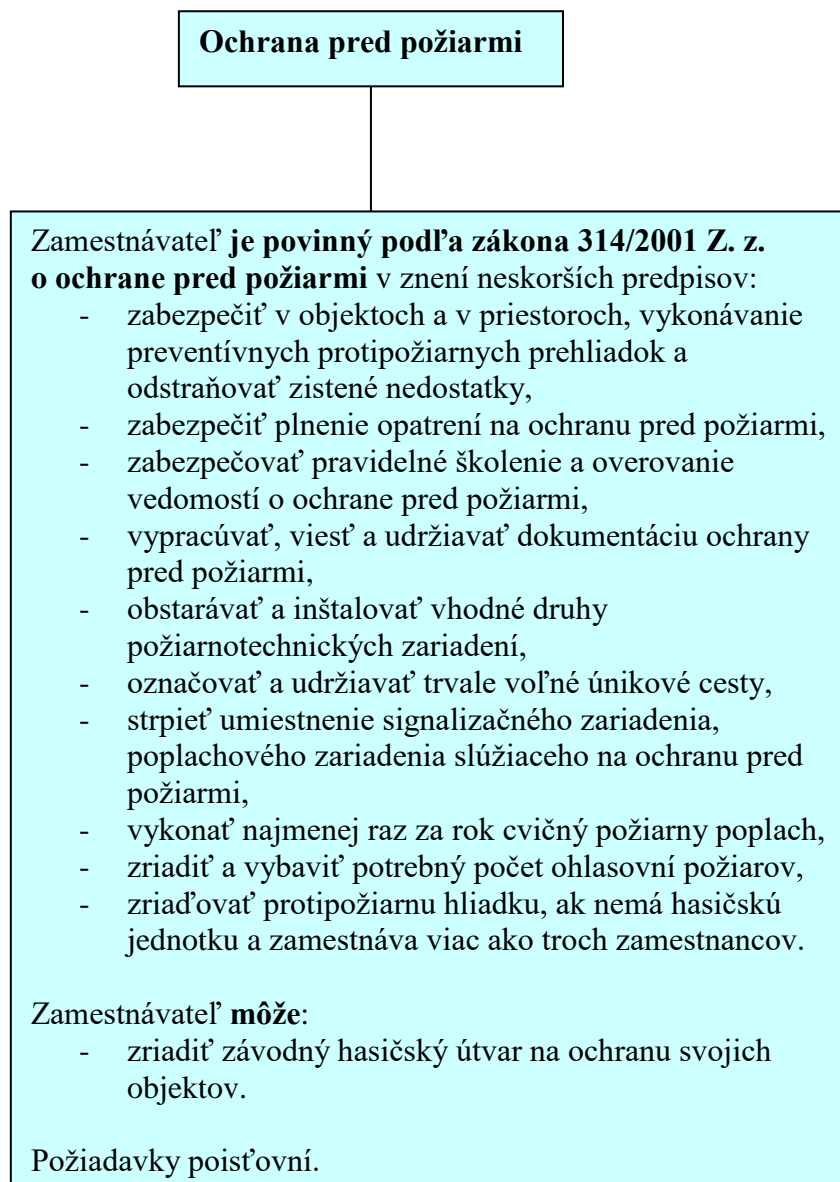 Ochrana pred požiarmi
Zamestnávateľ je povinný podľa zákona 314/2001 Z. z.
o ochrane pred požiarmi v znení neskorších predpisov:
- zabezpečiť v objektoch a v priestoroch, vykonávanie
preventívnych protipožiarnych prehliadok a
odstraňovať zistené nedostatky,
- zabezpečiť plnenie opatrení na ochranu pred požiarmi,
- zabezpečovať pravidelné školenie a overovanie
vedomostí o ochrane pred požiarmi,
- vypracúvať, viesť a udržiavať dokumentáciu ochrany
pred požiarmi,
- obstarávať a inštalovať vhodné druhy
požiarnotechnických zariadení,
- označovať a udržiavať trvale voľné únikové cesty,
- strpieť umiestnenie signalizačného zariadenia,
poplachového zariadenia slúžiaceho na ochranu pred
požiarmi,
- vykonať najmenej raz za rok cvičný požiarny poplach,
- zriadiť a vybaviť potrebný počet ohlasovní požiarov,
- zriaďovať protipožiarnu hliadku, ak nemá hasičskú
jednotku a zamestnáva viac ako troch zamestnancov.
Zamestnávateľ môže:
- zriadiť závodný hasičský útvar na ochranu svojich
objektov.
Požiadavky poisťovní.